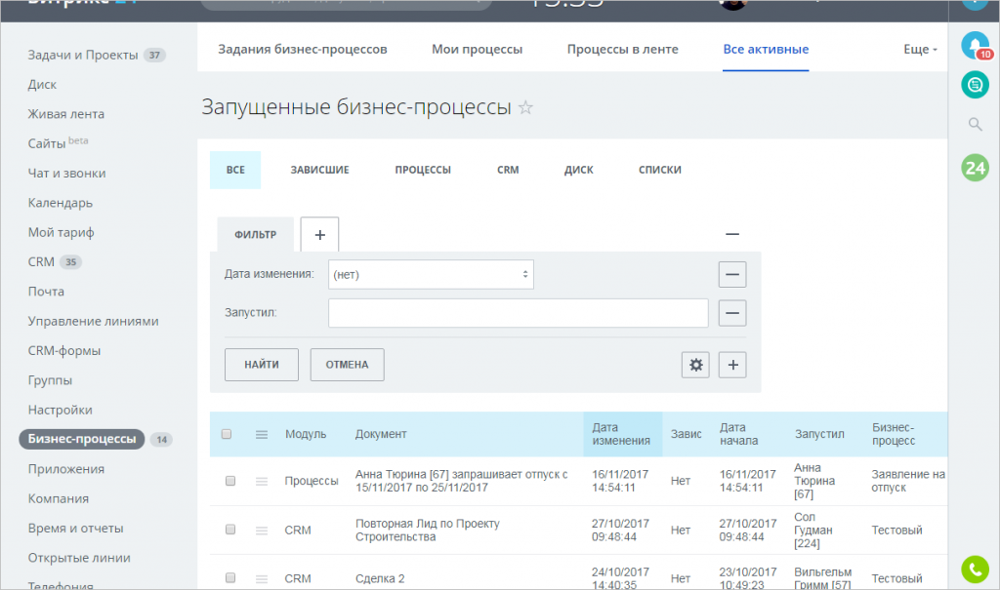 Задачи и Проекты 37
Диск
Живая лента
Сайты beta
Чат и звонки
Календарь
Мой тариф
CRM 35
Почта
Управление линиями
CRM-формы
Группы
Настройки
Бизнес-процессы 14
Приложения
Компания
Время и отчеты
Открытые линии
Телефония
Задания бизнес-процессов Мои процессы Процессы в ленте Все активные Еще
Запущенные бизнес-процессы
ВСЕ ЗАВИСШИЕ ПРОЦЕССЫ CRM ДИСК СПИСКИ
ФИЛЬТР +
Дата изменения: (нет)
Запустил:
НАЙТИ ОТМЕНА
Модуль Документ Дата изменения Завис Дата начала Запустил Бизнес-процесс
Процессы Анна Тюрина [67] запрашивает отпуск с 15/11/2017 по 25/11/2017 16/11/2017 14:54:11 Нет 16/11/2017 14:54:11 Анна Тюрина [67] Заявление на отпуск
CRM Повторная Лид по Проекту Строительства 27/10/2017 09:48:44 Нет 27/10/2017 09:48:44 Сол Гудман [224] Тестовый
CRM Сделка 2 24/10/2017 14:40:35 Нет 23/10/2017 10:49:23 Вильгельм Гримм [57] Тестовый
10
24